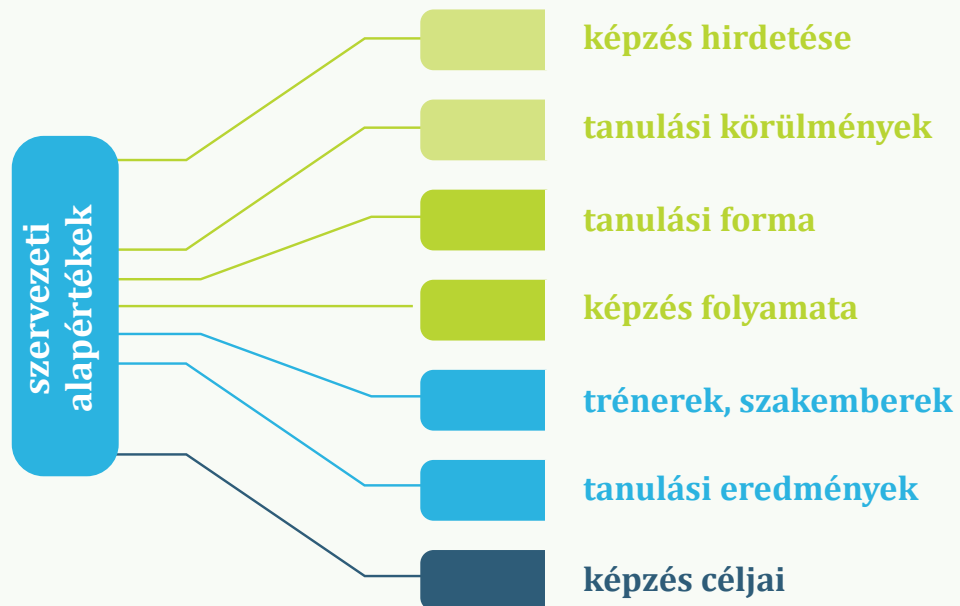 szervezeti
alapértékek
képzés hirdetése
tanulási körülmények
tanulási forma
képzés folyamata
trénerek, szakemberek
tanulási eredmények
képzés céljai